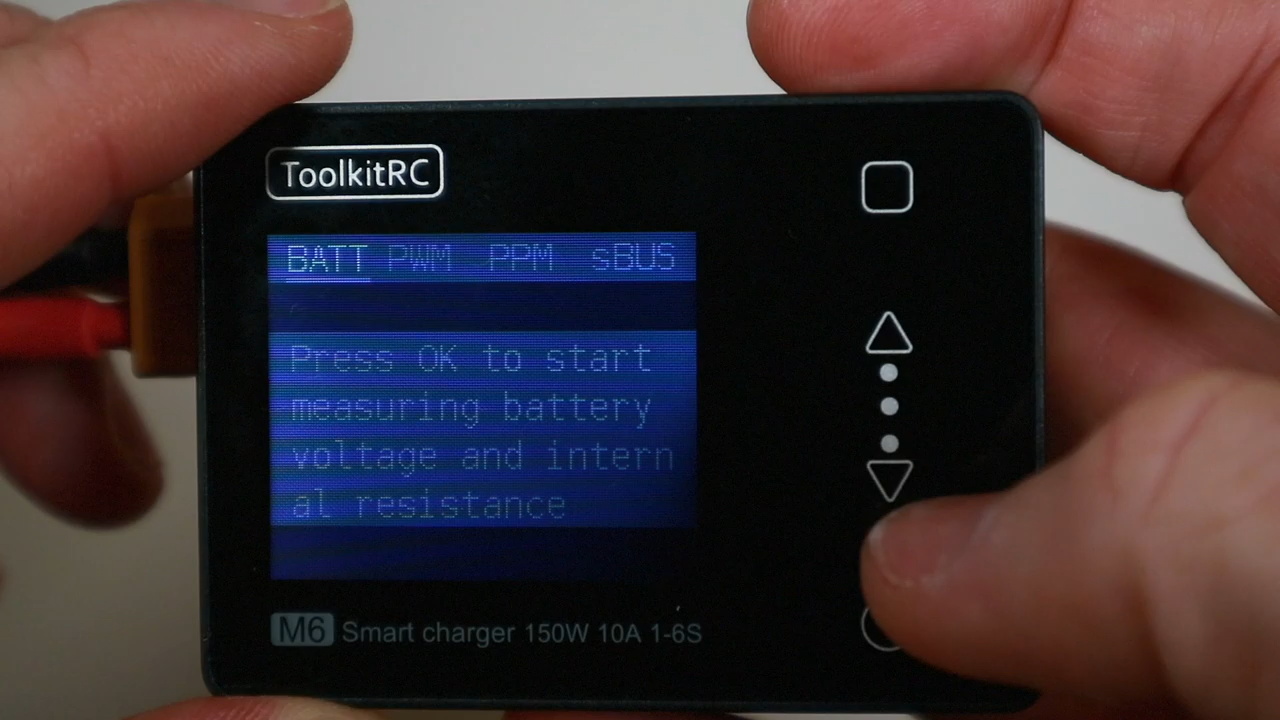 ToolkitRC
BATT PWM PPM sBUS
Press OK to start
measuring battery
voltage and intern
al resistance
M6 Smart charger 150W 10A 1-6S